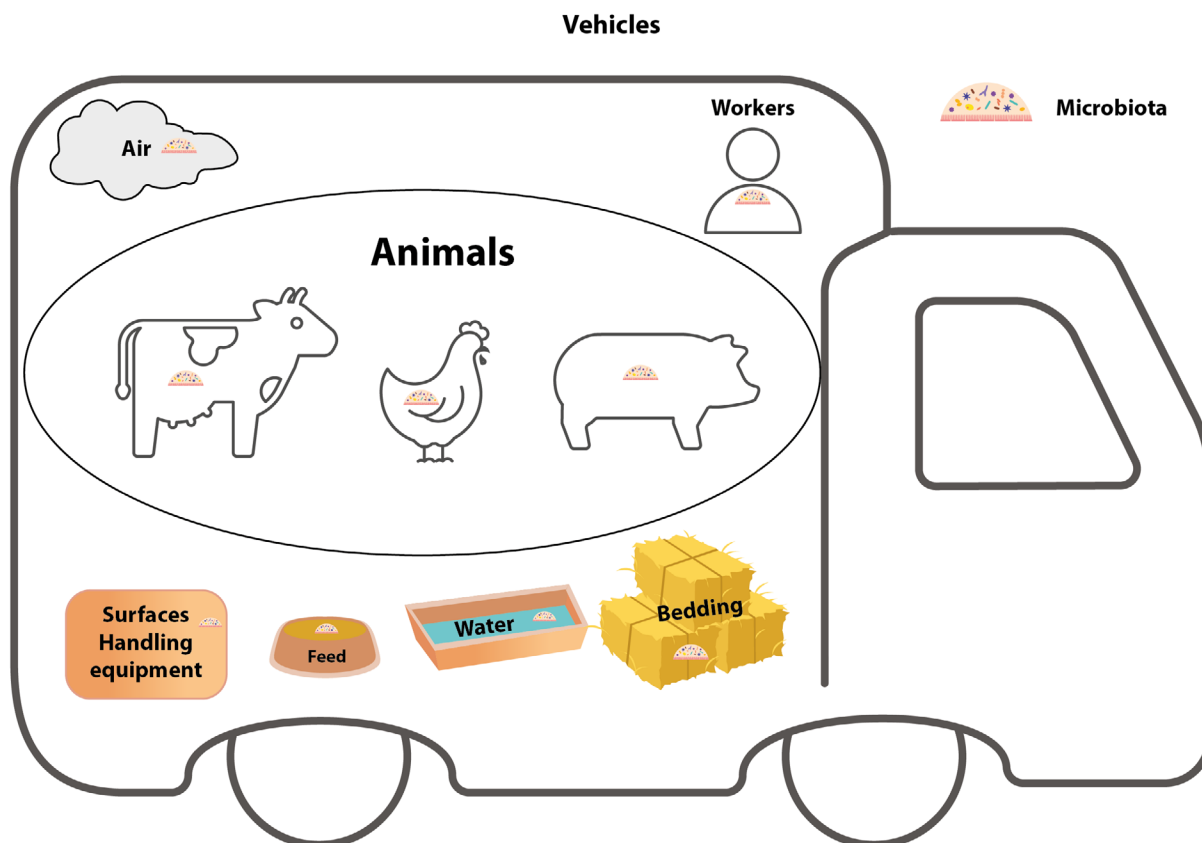 Vehicles
Air
Workers
Microbiota
Animals
Surfaces
Handling
equipment
Feed
Water
Bedding